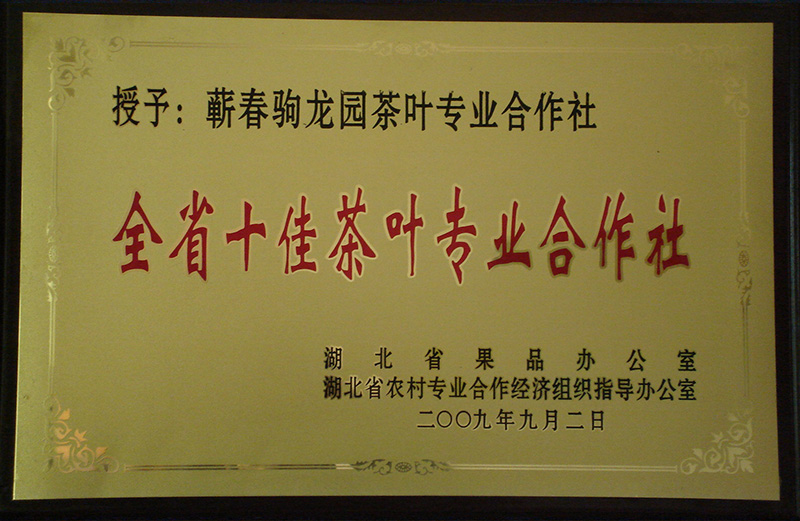 授予：蕲春驹龙园茶叶专业合作社
全省十佳茶叶专业合作社
湖北省果品办公室
湖北省农村专业合作经济组织指导办公室
二〇〇九年九月二日